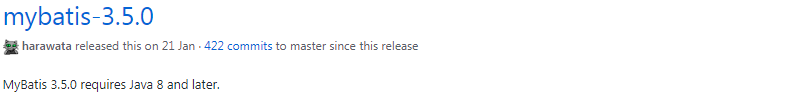 mybatis-3.5.0
harawata released this on 21 Jan · 422 commits to master since this release
MyBatis 3.5.0 requires Java 8 and later.